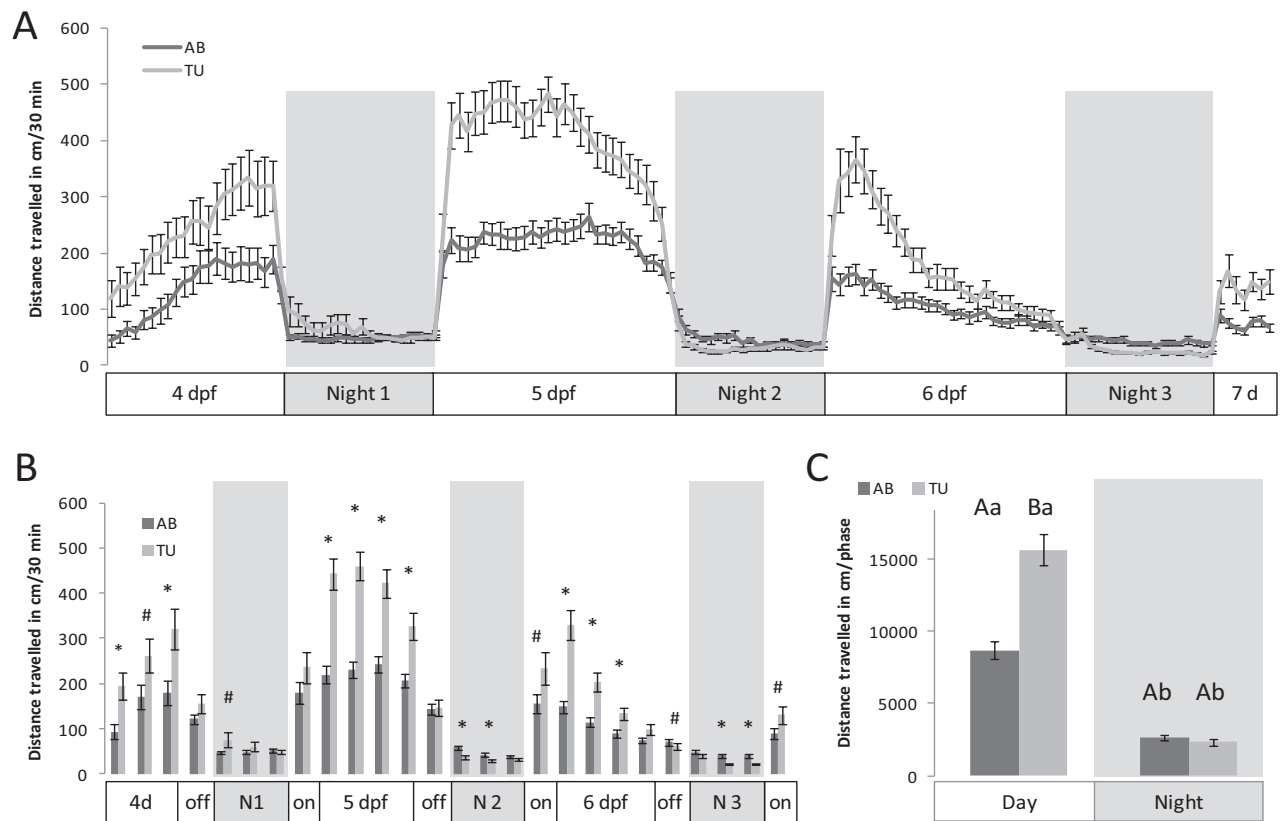 A
Distance travelled in cm/30 min
600
500
400
300
200
100
0
AB
TU
4 dpf
Night 1
5 dpf
Night 2
6 dpf
Night 3
7 d
B
Distance travelled in cm/30 min
600
500
400
300
200
100
0
AB
TU
* # * # * * * * * * # * * * # * * #
4d
off
N1
on
5 dpf
off
N 2
on
6 dpf
off
N 3
on
C
AB TU
Distance travelled in cm/phase
15000
10000
5000
0
Aa Ba
Ab Ab
Day
Night